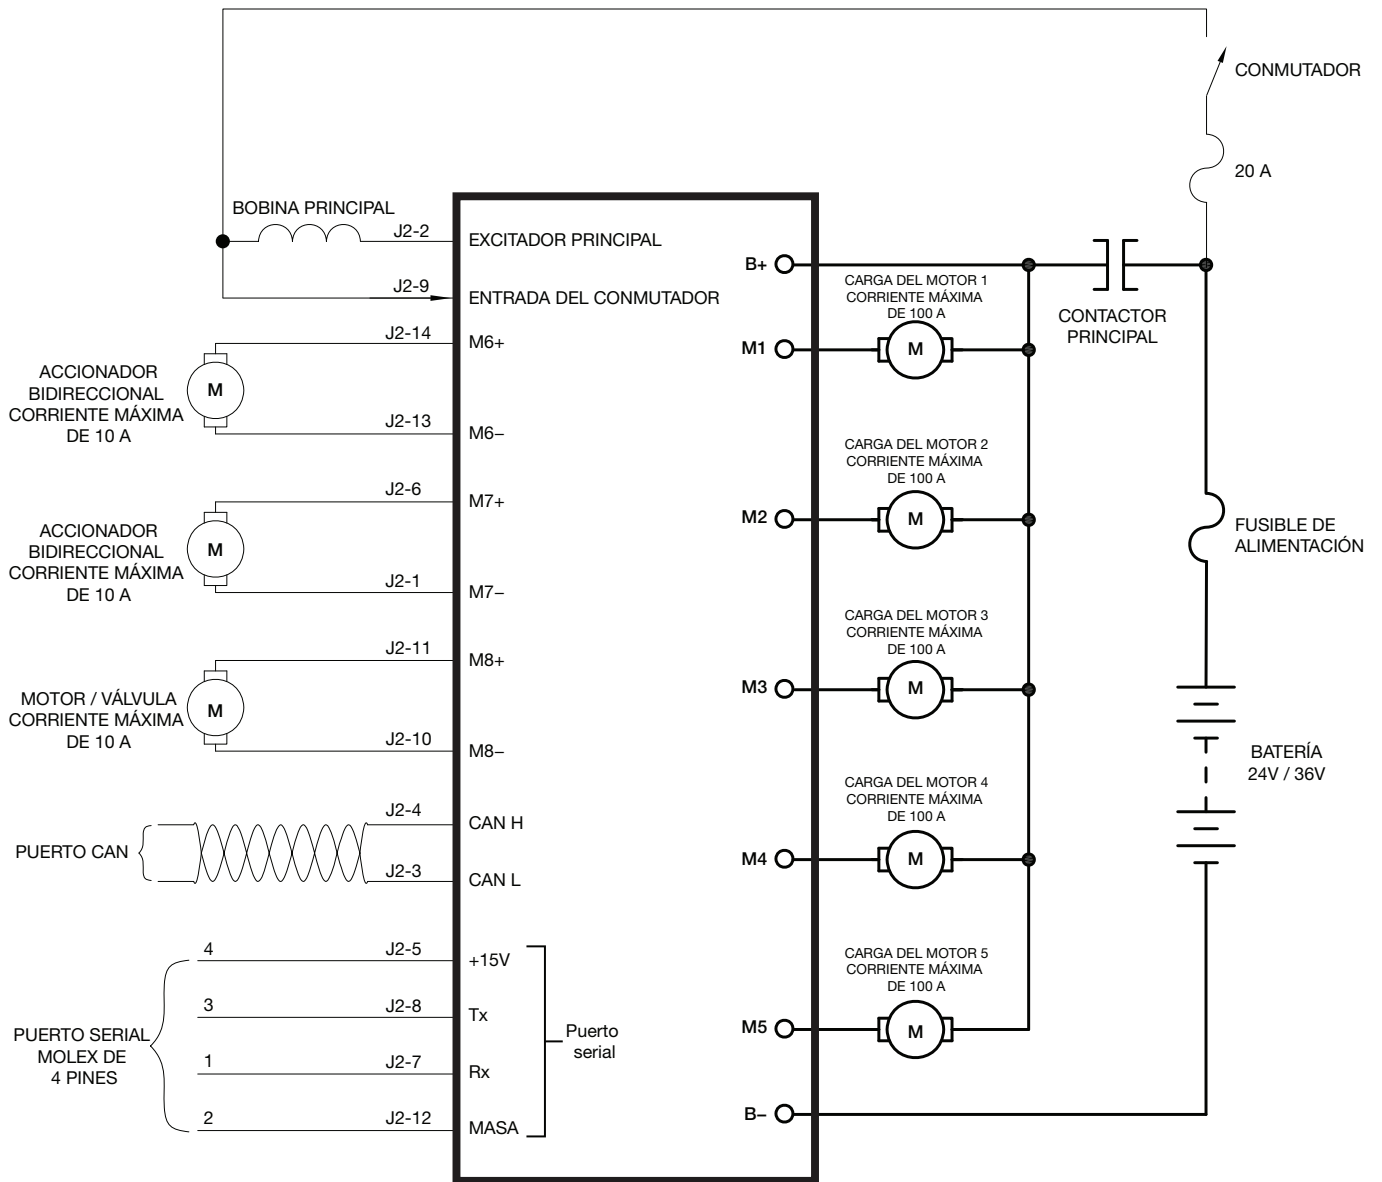 CONMUTADOR
20 A
BOBINA PRINCIPAL
J2-2
EXCITADOR PRINCIPAL
J2-9
ENTRADA DEL CONMUTADOR
J2-14
M6+
ACCIONADOR
BIDIRECCIONAL
CORRIENTE MÁXIMA
DE 10 A
M
J2-13
M6–
J2-6
M7+
ACCIONADOR
BIDIRECCIONAL
CORRIENTE MÁXIMA
DE 10 A
M
J2-1
M7–
J2-11
M8+
MOTOR / VÁLVULA
CORRIENTE MÁXIMA
DE 10 A
M
J2-10
M8–
J2-4
CAN H
PUERTO CAN
J2-3
CAN L
4
J2-5
+15V
3
J2-8
Tx
PUERTO SERIAL
MOLEX DE
4 PINES
1
J2-7
Rx
2
J2-12
MASA
Puerto
serial
B+
CARGA DEL MOTOR 1
CORRIENTE MÁXIMA
DE 100 A
M1
M
CONTACTOR
PRINCIPAL
CARGA DEL MOTOR 2
CORRIENTE MÁXIMA
DE 100 A
M2
M
FUSIBLE DE
ALIMENTACIÓN
CARGA DEL MOTOR 3
CORRIENTE MÁXIMA
DE 100 A
M3
M
BATERÍA
24V / 36V
CARGA DEL MOTOR 4
CORRIENTE MÁXIMA
DE 100 A
M4
M
CARGA DEL MOTOR 5
CORRIENTE MÁXIMA
DE 100 A
M5
M
B–